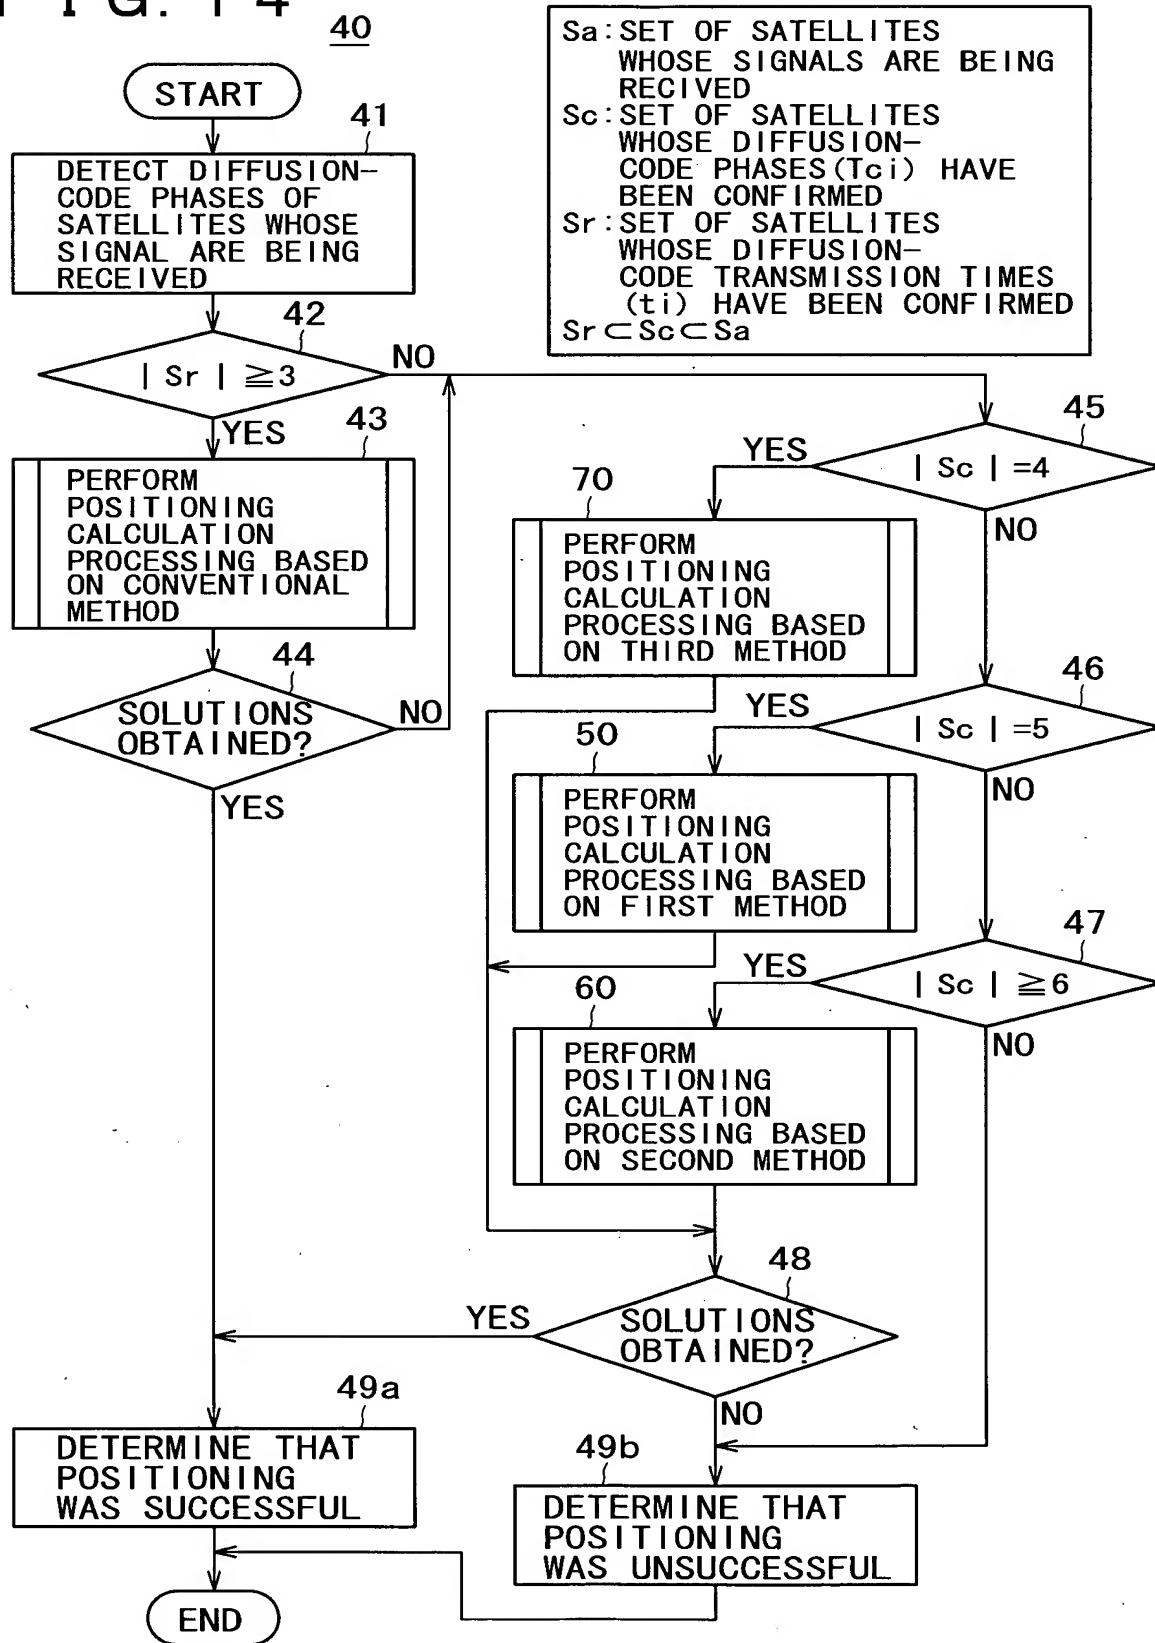 FIG. 14
40
START
41
DETECT DIFFUSION-
CODE PHASES OF
SATELLITES WHOSE
SIGNAL ARE BEING
RECEIVED
42
| Sr | ≧3
NO
YES
43
PERFORM
POSITIONING
CALCULATION
PROCESSING BASED
ON CONVENTIONAL
METHOD
44
SOLUTIONS
OBTAINED?
NO
YES
Sa:SET OF SATELLITES
WHOSE SIGNALS ARE BEING
RECIVED
Sc:SET OF SATELLITES
WHOSE DIFFUSION-
CODE PHASES(Tci) HAVE
BEEN CONFIRMED
Sr:SET OF SATELLITES
WHOSE DIFFUSION-
CODE TRANSMISSION TIMES
(ti) HAVE BEEN CONFIRMED
Sr⊂Sc⊂Sa
45
| Sc | =4
YES
NO
70
PERFORM
POSITIONING
CALCULATION
PROCESSING BASED
ON THIRD METHOD
46
| Sc | =5
YES
NO
50
PERFORM
POSITIONING
CALCULATION
PROCESSING BASED
ON FIRST METHOD
47
| Sc | ≧6
YES
NO
60
PERFORM
POSITIONING
CALCULATION
PROCESSING BASED
ON SECOND METHOD
48
SOLUTIONS
OBTAINED?
YES
NO
49a
DETERMINE THAT
POSITIONING
WAS SUCCESSFUL
49b
DETERMINE THAT
POSITIONING
WAS UNSUCCESSFUL
END